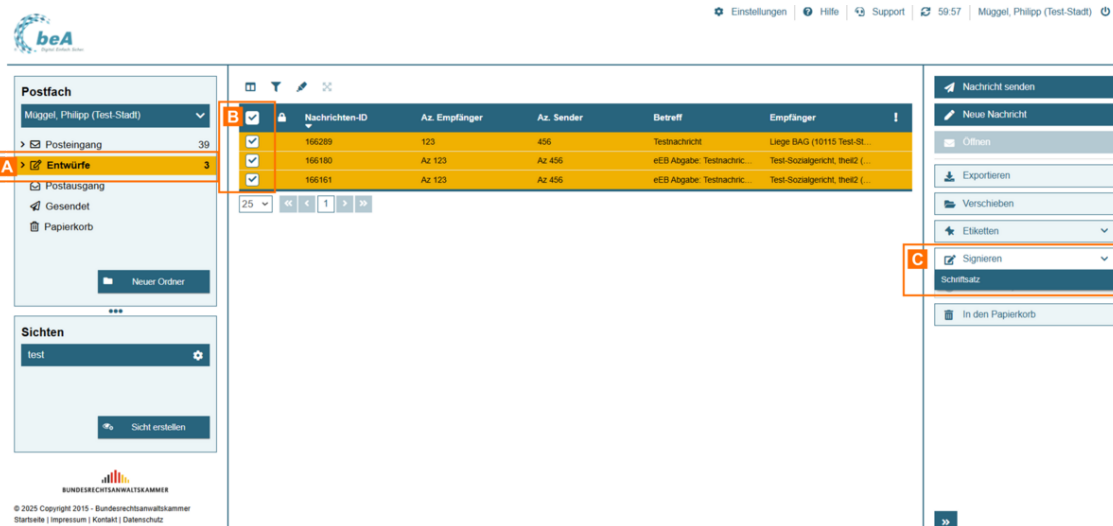 Einstellungen | Hilfe | Support | 59:57 | Müggel, Philipp (Test-Stadt)
beA
Digital. Einfach. Sicher.
Postfach
Müggel, Philipp (Test-Stadt)
Posteingang 39
A
Entwürfe 3
Postausgang
Gesendet
Papierkorb
Neuer Ordner
Sichten
test
Sicht erstellen
BUNDESRECHTSANWALTSKAMMER
© 2025 Copyright 2015 - Bundesrechtsanwaltskammer
Startseite | Impressum | Kontakt | Datenschutz
B
Nachrichten-ID Az. Empfänger Az. Sender Betreff Empfänger !
166289 123 456 Testnachricht Liege BAG (10115 Test-St...
166180 Az 123 Az 456 eEB Abgabe: Testnachric... Test-Sozialgericht, theil2 (...
166161 Az 123 Az 456 eEB Abgabe: Testnachric... Test-Sozialgericht, theil2 (...
25 « < 1 > »
Nachricht senden
Neue Nachricht
Öffnen
Exportieren
Verschieben
Etiketten
C
Signieren
Schriftsatz
In den Papierkorb
»